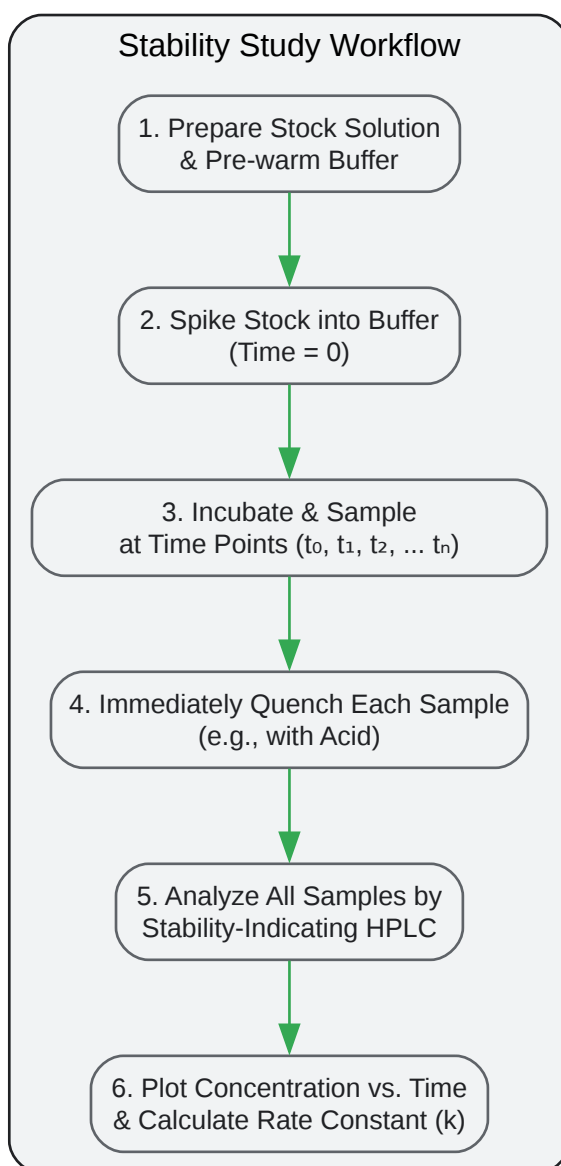 Stability Study Workflow
1. Prepare Stock Solution
& Pre-warm Buffer
2. Spike Stock into Buffer
(Time = 0)
3. Incubate & Sample
at Time Points (t₀, t₁, t₂, ... tₙ)
4. Immediately Quench Each Sample
(e.g., with Acid)
5. Analyze All Samples by
Stability-Indicating HPLC
6. Plot Concentration vs. Time
& Calculate Rate Constant (k)